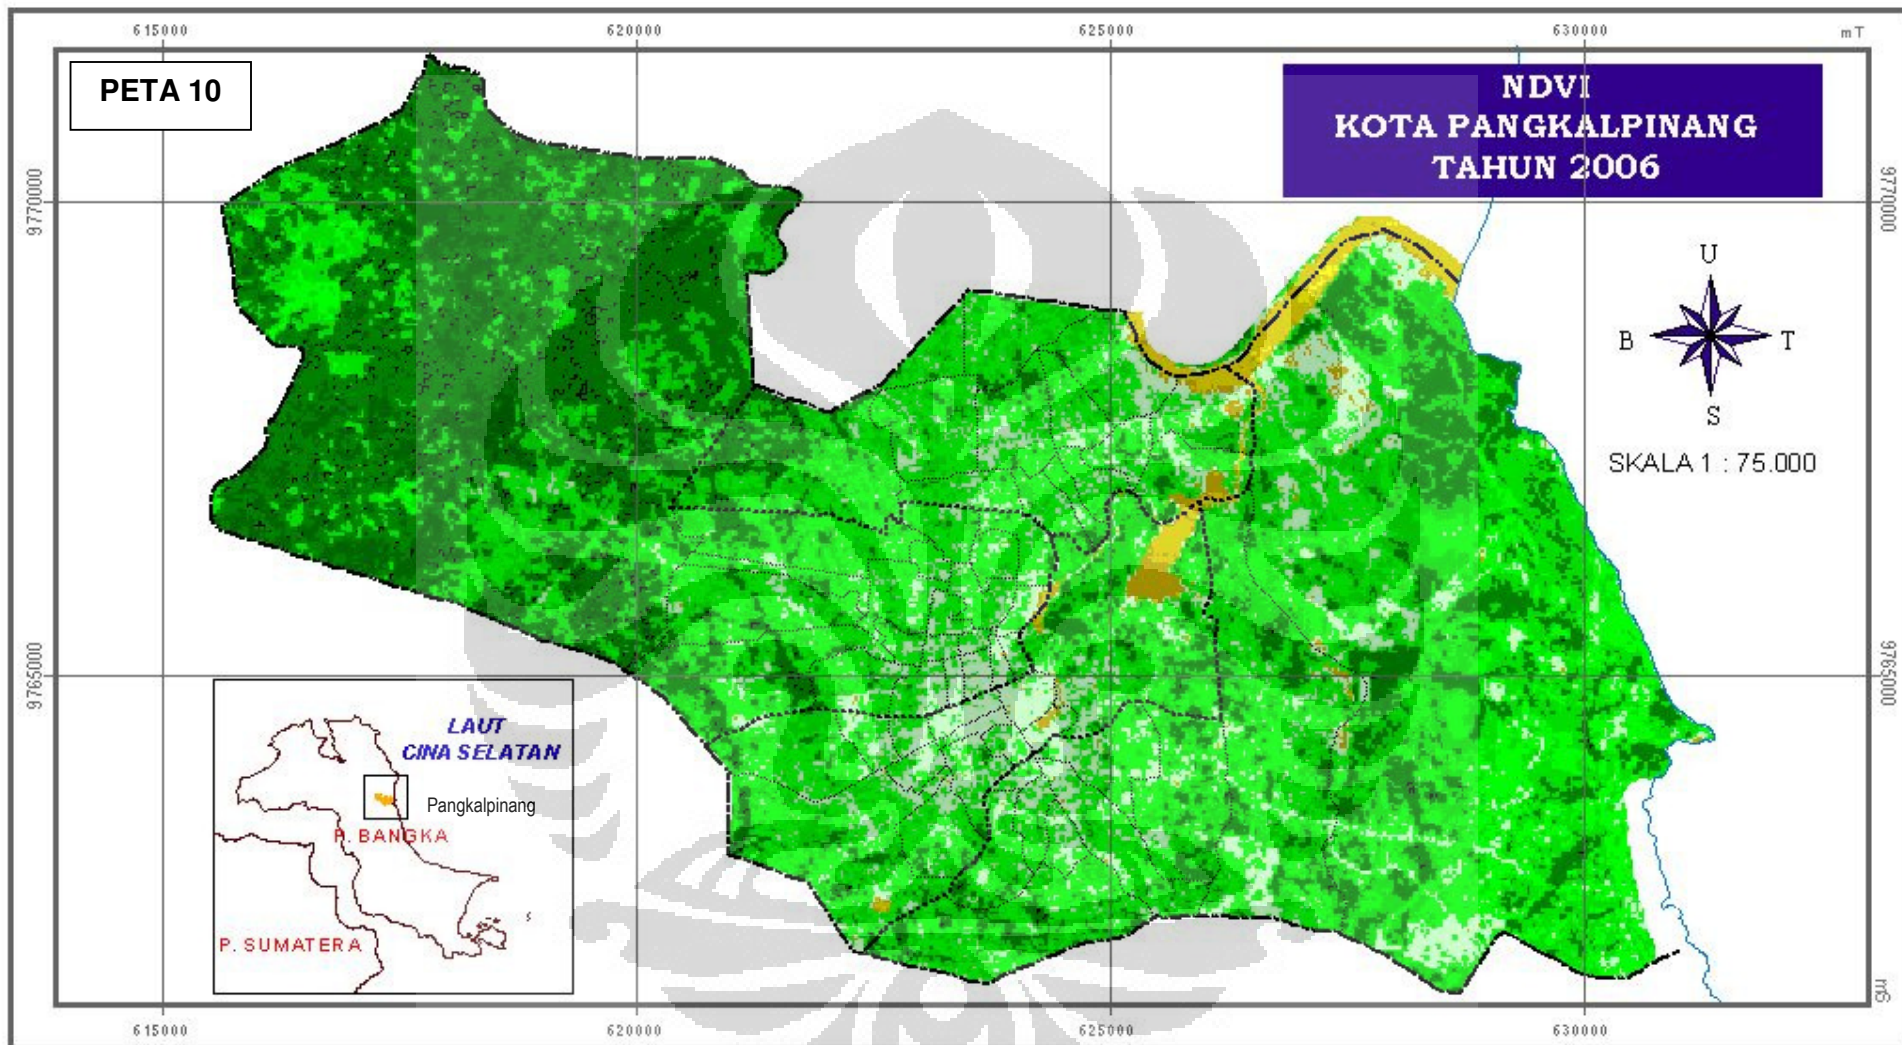 615000
620000
625000
630000
mT
PETA 10
NDVI
KOTA PANGKALPINANG
TAHUN 2006
9770000
9770000
U
B
T
S
SKALA 1 : 75.000
9765000
9765000
LAUT
CINA SELATAN
Pangkalpinang
P. BANGKA
P. SUMATERA
615000
620000
625000
630000